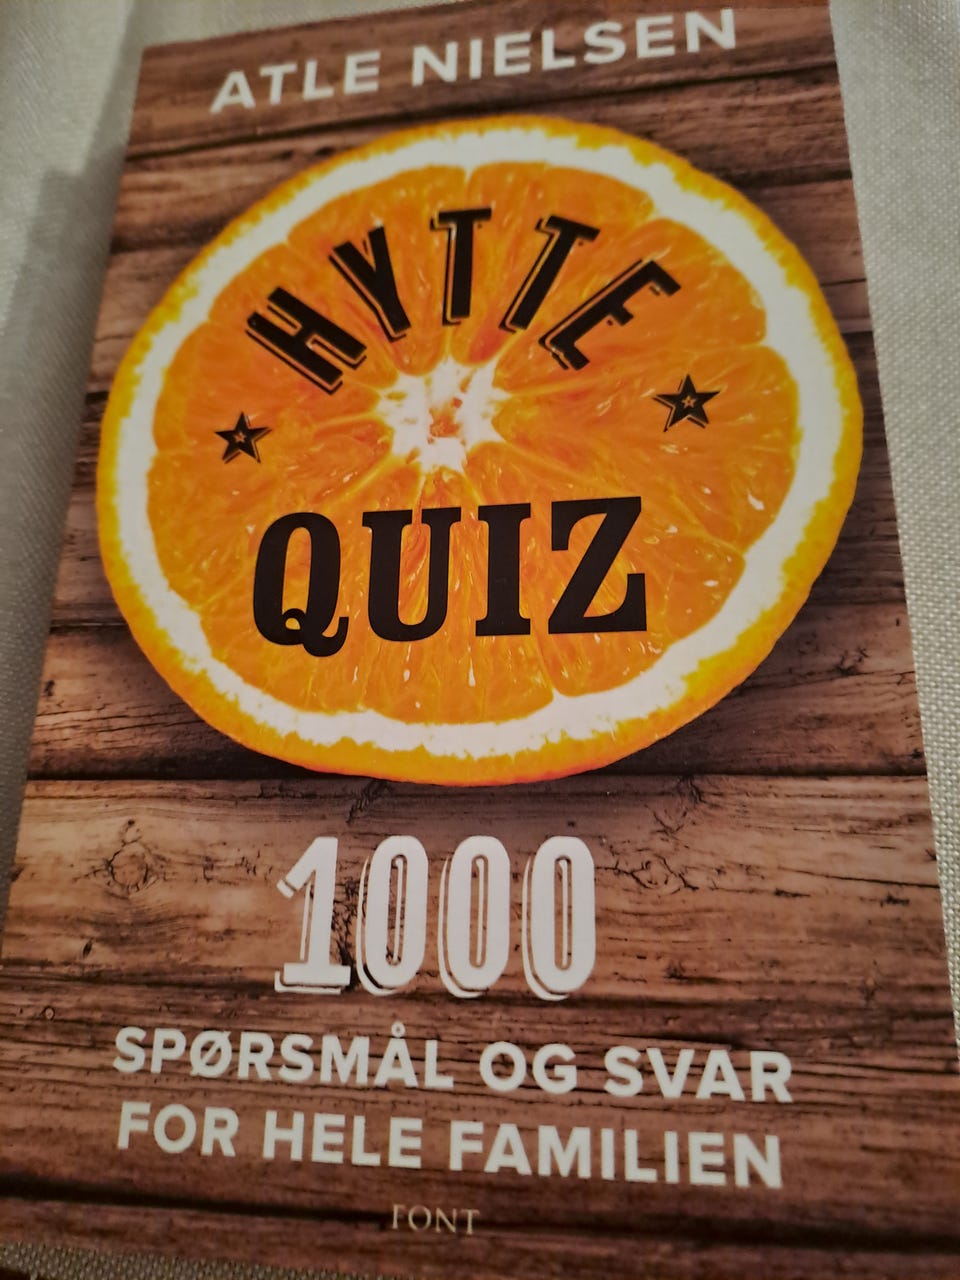 ATLE NIELSEN
HYTTE
QUIZ
1000
SPØRSMÅL OG SVAR
FOR HELE FAMILIEN
FONT